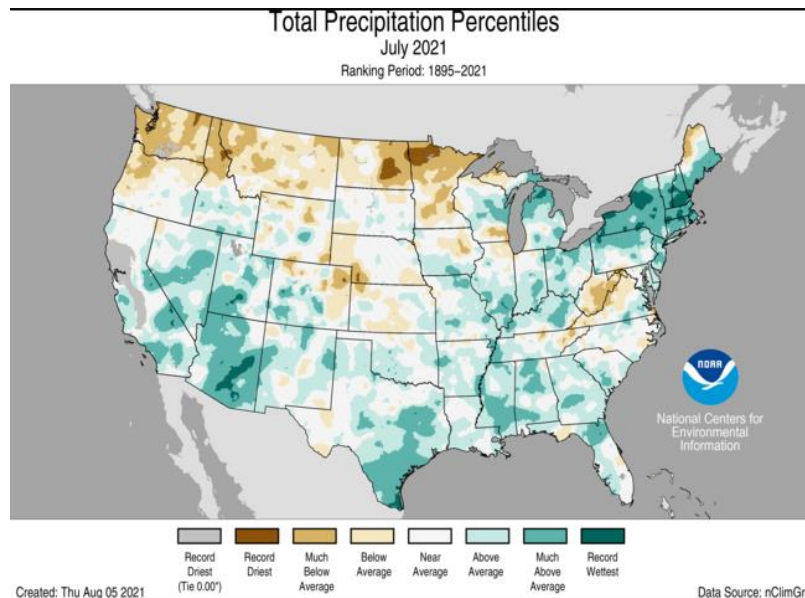 Total Precipitation Percentiles
July 2021
Ranking Period: 1895–2021
NOAA
National Centers for
Environmental
Information
Record
Driest
(Tie 0.00")
Record
Driest
Much
Below
Average
Below
Average
Near
Average
Above
Average
Much
Above
Average
Record
Wettest
Created: Thu Aug 05 2021
Data Source: nClimGr